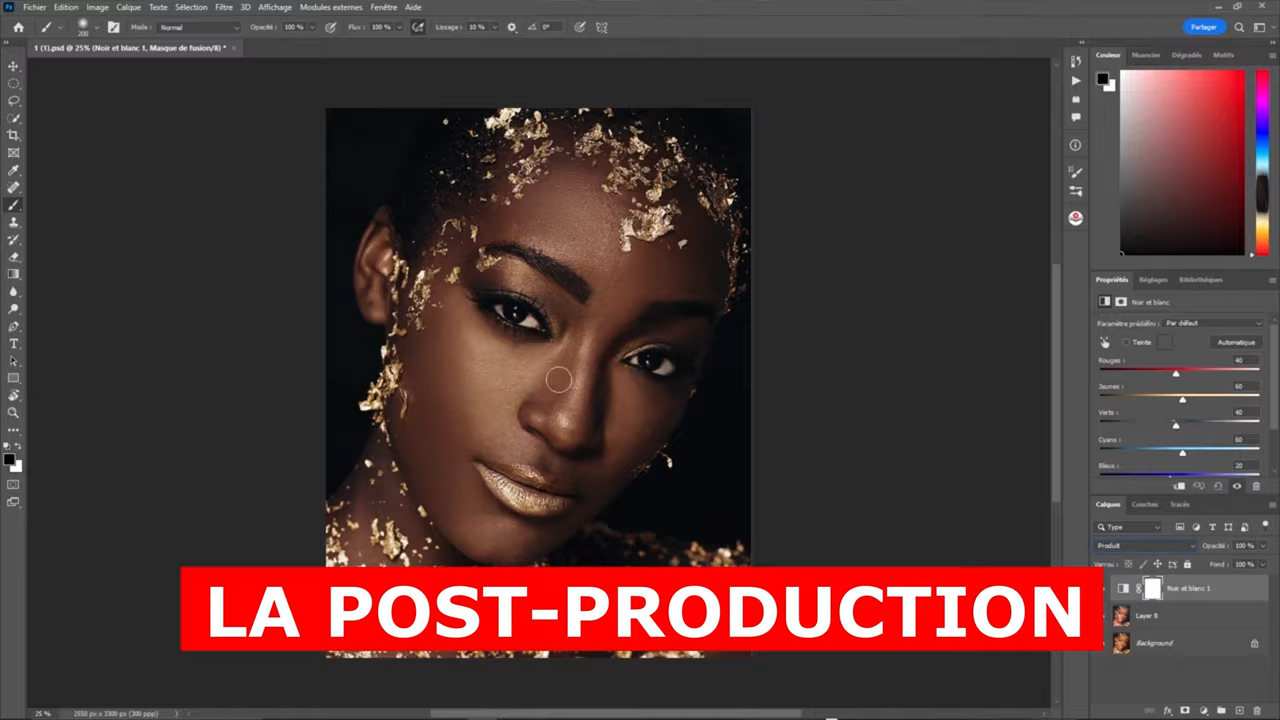 Ps Fichier Edition Image Calque Texte Sélection Filtre 3D Affichage Modules externes Fenêtre Aide
200 Mode : Normal Opacité : 100 % Flux : 100 % Lissage : 10 % 0° Partager
1 (1).psd @ 25% (Noir et blanc 1, Masque de fusion/8) * ×
Couleur Nuancier Dégradés Motifs
Propriétés Réglages Bibliothèques
Noir et blanc
Paramètre prédéfini : Par défaut
Teinte Automatique
Rouges : 40
Jaunes : 60
Verts : 40
Cyans : 60
Bleus : 20
Calques Couches Tracés
Type
Produit Opacité : 100 %
Verrou : Fond : 100 %
Noir et blanc 1
Layer 8
Background
LA POST-PRODUCTION
25 % 2550 px x 3300 px (300 ppp)